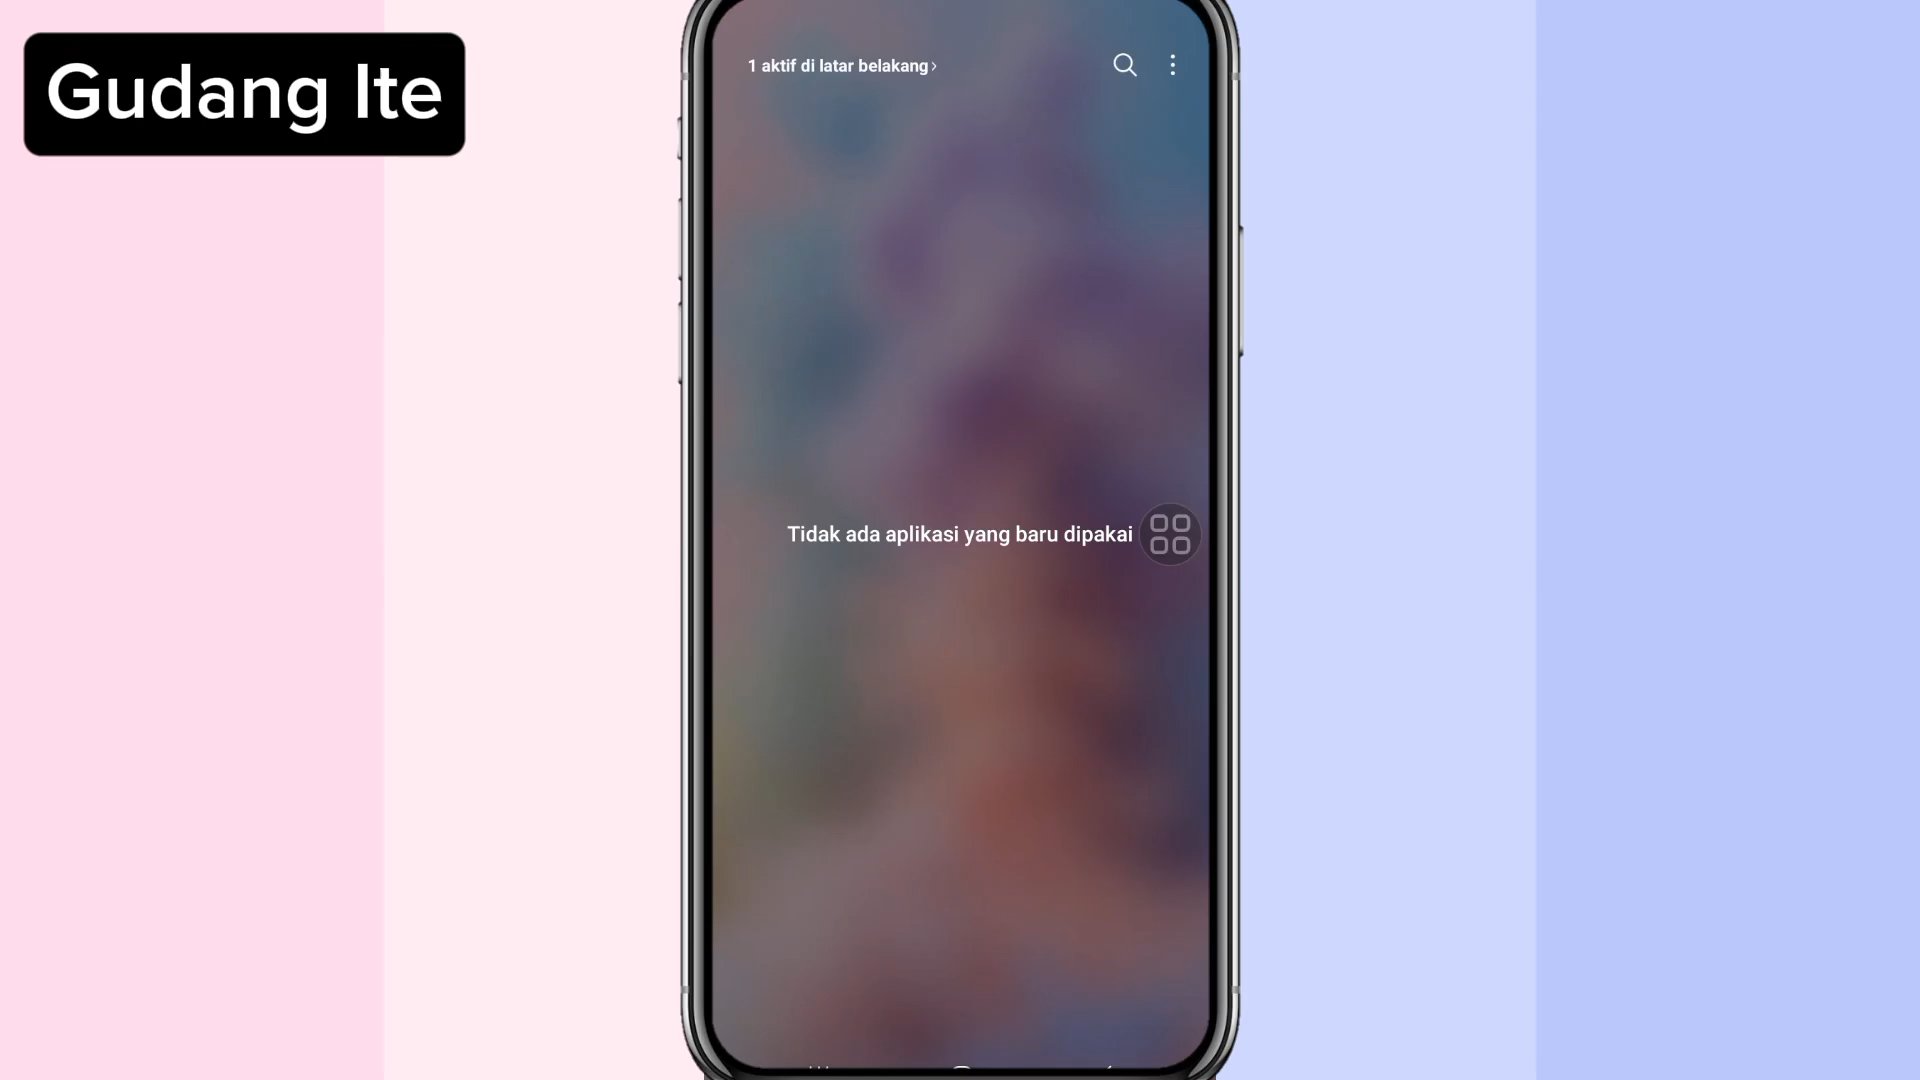 Gudang Ite
1 aktif di latar belakang
Tidak ada aplikasi yang baru dipakai